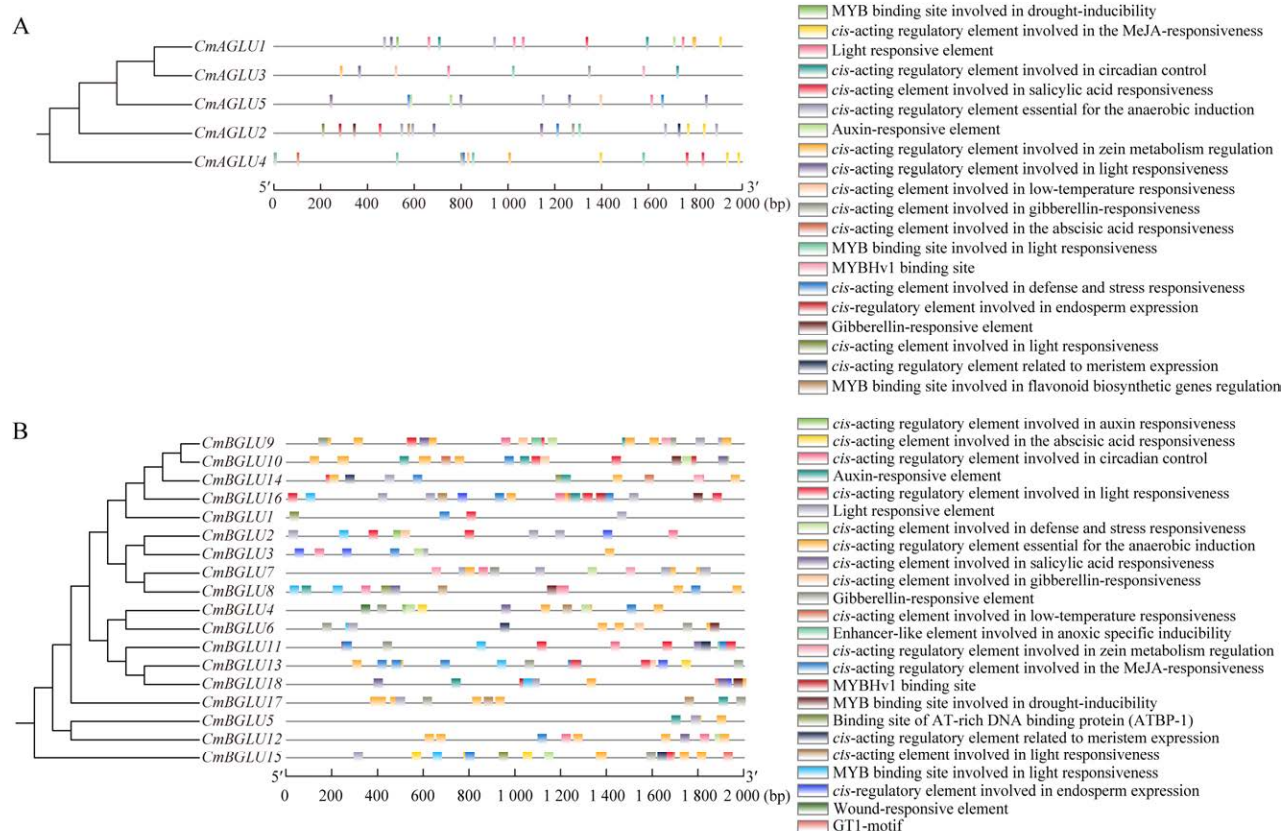 A
CmAGLU1
CmAGLU3
CmAGLU5
CmAGLU2
CmAGLU4
5′ 3′
0 200 400 600 800 1 000 1 200 1 400 1 600 1 800 2 000 (bp)
MYB binding site involved in drought-inducibility
cis-acting regulatory element involved in the MeJA-responsiveness
Light responsive element
cis-acting regulatory element involved in circadian control
cis-acting element involved in salicylic acid responsiveness
cis-acting regulatory element essential for the anaerobic induction
Auxin-responsive element
cis-acting regulatory element involved in zein metabolism regulation
cis-acting regulatory element involved in light responsiveness
cis-acting element involved in low-temperature responsiveness
cis-acting element involved in gibberellin-responsiveness
cis-acting element involved in the abscisic acid responsiveness
MYB binding site involved in light responsiveness
MYBHv1 binding site
cis-acting element involved in defense and stress responsiveness
cis-regulatory element involved in endosperm expression
Gibberellin-responsive element
cis-acting element involved in light responsiveness
cis-acting regulatory element related to meristem expression
MYB binding site involved in flavonoid biosynthetic genes regulation
B
CmBGLU9
CmBGLU10
CmBGLU14
CmBGLU16
CmBGLU1
CmBGLU2
CmBGLU3
CmBGLU7
CmBGLU8
CmBGLU4
CmBGLU6
CmBGLU11
CmBGLU13
CmBGLU18
CmBGLU17
CmBGLU5
CmBGLU12
CmBGLU15
5′ 3′
0 200 400 600 800 1 000 1 200 1 400 1 600 1 800 2 000 (bp)
cis-acting regulatory element involved in auxin responsiveness
cis-acting element involved in the abscisic acid responsiveness
cis-acting regulatory element involved in circadian control
Auxin-responsive element
cis-acting regulatory element involved in light responsiveness
Light responsive element
cis-acting element involved in defense and stress responsiveness
cis-acting regulatory element essential for the anaerobic induction
cis-acting element involved in salicylic acid responsiveness
cis-acting element involved in gibberellin-responsiveness
Gibberellin-responsive element
cis-acting element involved in low-temperature responsiveness
Enhancer-like element involved in anoxic specific inducibility
cis-acting regulatory element involved in zein metabolism regulation
cis-acting regulatory element involved in the MeJA-responsiveness
MYBHv1 binding site
MYB binding site involved in drought-inducibility
Binding site of AT-rich DNA binding protein (ATBP-1)
cis-acting regulatory element related to meristem expression
cis-acting element involved in light responsiveness
MYB binding site involved in light responsiveness
cis-regulatory element involved in endosperm expression
Wound-responsive element
GT1-motif